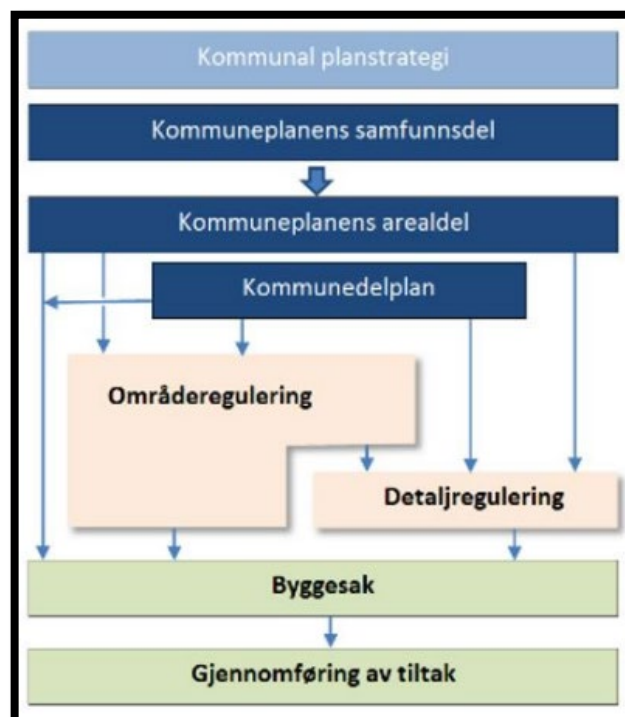 Kommunal planstrategi
Kommuneplanens samfunnsdel
Kommuneplanens arealdel
Kommunedelplan
Områderegulering
Detaljregulering
Byggesak
Gjennomføring av tiltak